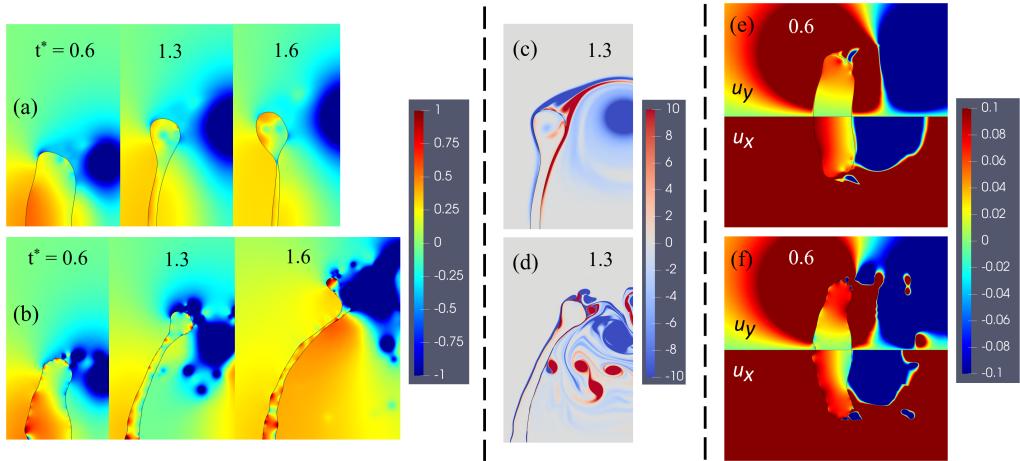 t* = 0.6 1.3 1.6
(a)
1
0.75
0.5
0.25
0
-0.25
-0.5
-0.75
-1
t* = 0.6 1.3 1.6
(b)
(c) 1.3
10
8
6
4
2
0
-2
-4
-6
-8
-10
(d) 1.3
(e) 0.6
uy
ux
0.1
0.08
0.06
0.04
0.02
0
-0.02
-0.04
-0.06
-0.08
-0.1
(f) 0.6
uy
ux